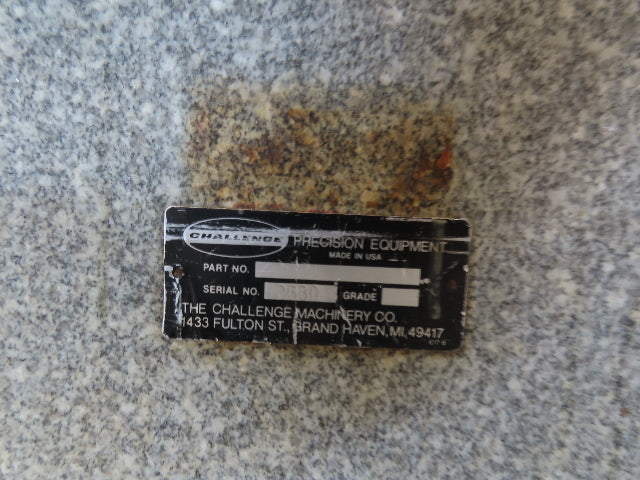 CHALLENGE PRECISION EQUIPMENT
MADE IN USA
PART NO.
SERIAL NO. GRADE
THE CHALLENGE MACHINERY CO.
1433 FULTON ST., GRAND HAVEN, MI, 49417